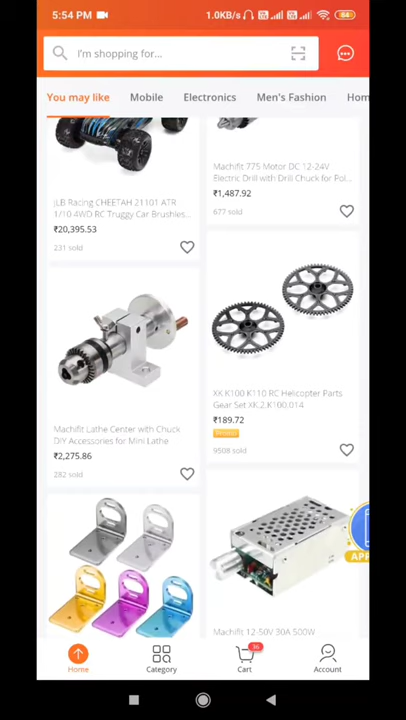 5:54 PM
1.0KB/s
64
I'm shopping for...
You may like
Mobile
Electronics
Men's Fashion
Hom
JLB Racing CHEETAH 21101 ATR
1/10 4WD RC Truggy Car Brushles...
₹20,395.53
231 sold
Machifit 775 Motor DC 12-24V
Electric Drill with Drill Chuck for Pol...
₹1,487.92
677 sold
Machifit Lathe Center with Chuck
DIY Accessories for Mini Lathe
₹2,275.86
282 sold
XK K100 K110 RC Helicopter Parts
Gear Set XK.2.K100.014
₹189.72
9508 sold
Machifit 12-50V 30A 500W
APP
Home
Category
36
Cart
Account